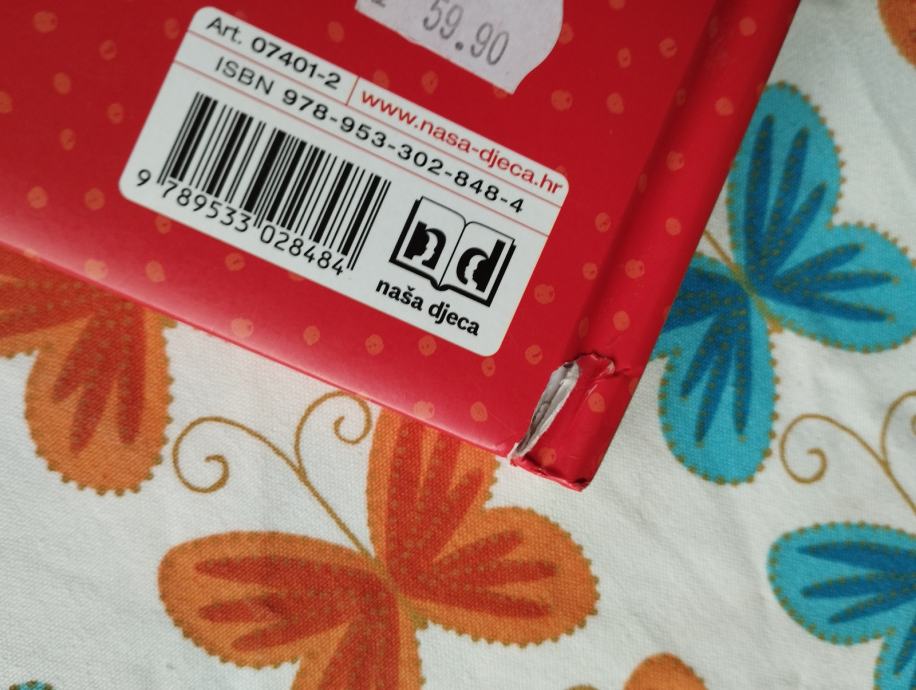 59.90
Art. 07401-2
www.nasa-djeca.hr
ISBN 978-953-302-848-4
9 789533 028484
nd
naša djeca